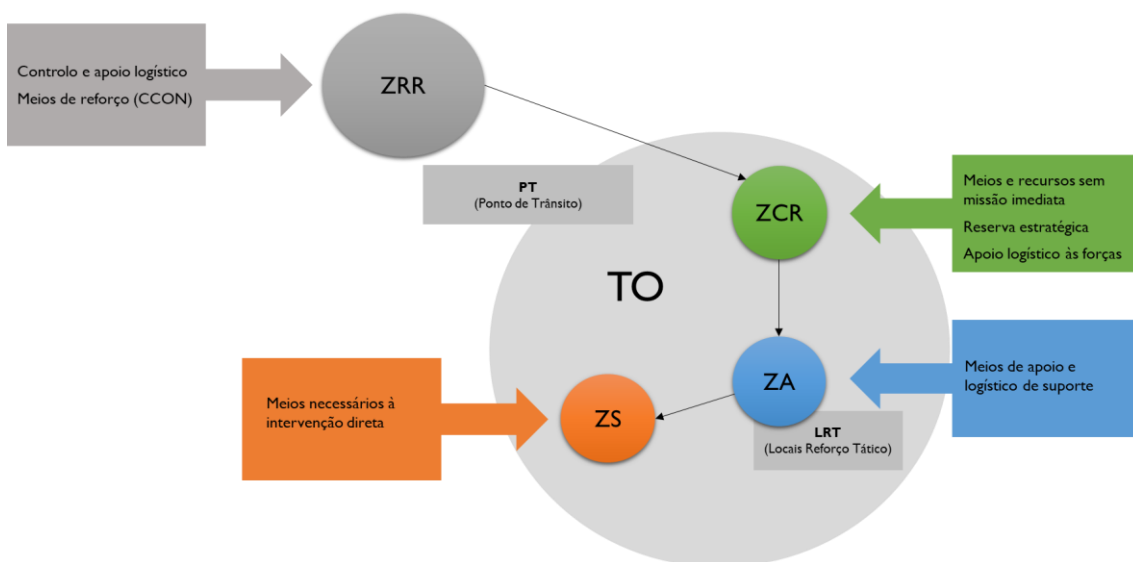 Controlo e apoio logístico
Meios de reforço (CCON)
ZRR
PT
(Ponto de Trânsito)
ZCR
Meios e recursos sem
missão imediata
Reserva estratégica
Apoio logístico às forças
TO
ZA
Meios de apoio e
logístico de suporte
Meios necessários à
intervenção direta
ZS
LRT
(Locais Reforço Tático)